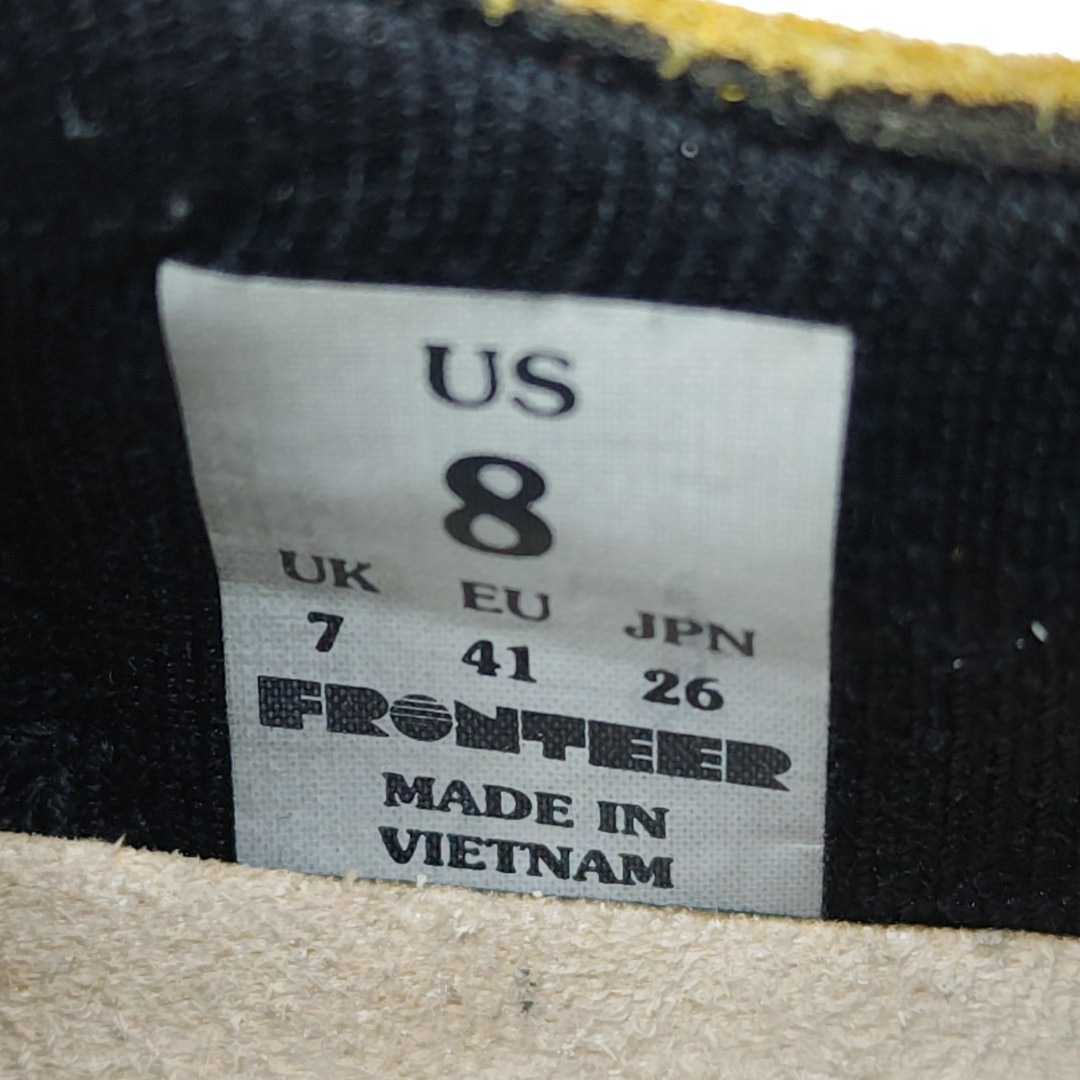 US
8
UK EU JPN
7 41 26
FRONTEER
MADE IN
VIETNAM